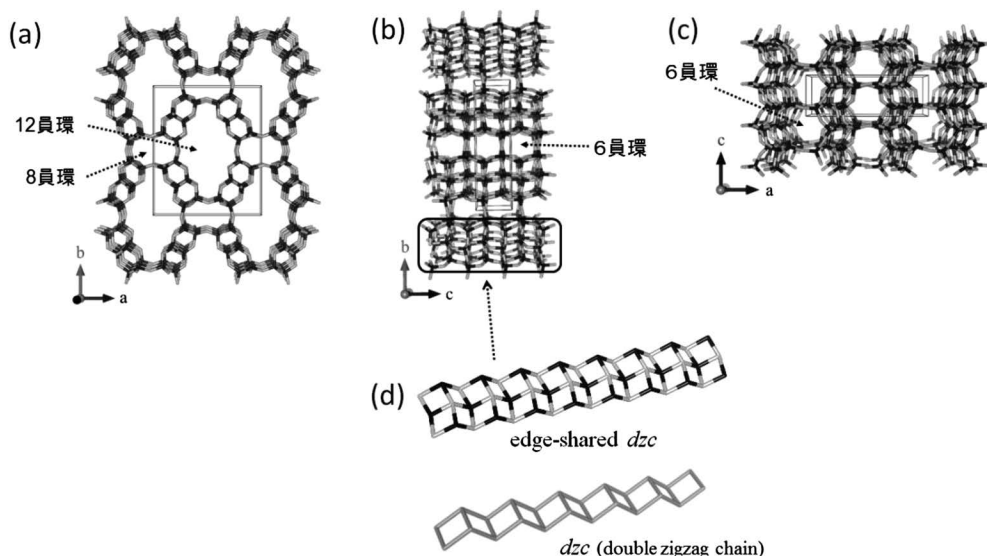 (a)
12員環
8員環
b
a
(b)
6員環
b
c
(c)
6員環
c
a
(d)
edge-shared dzc
dzc (double zigzag chain)